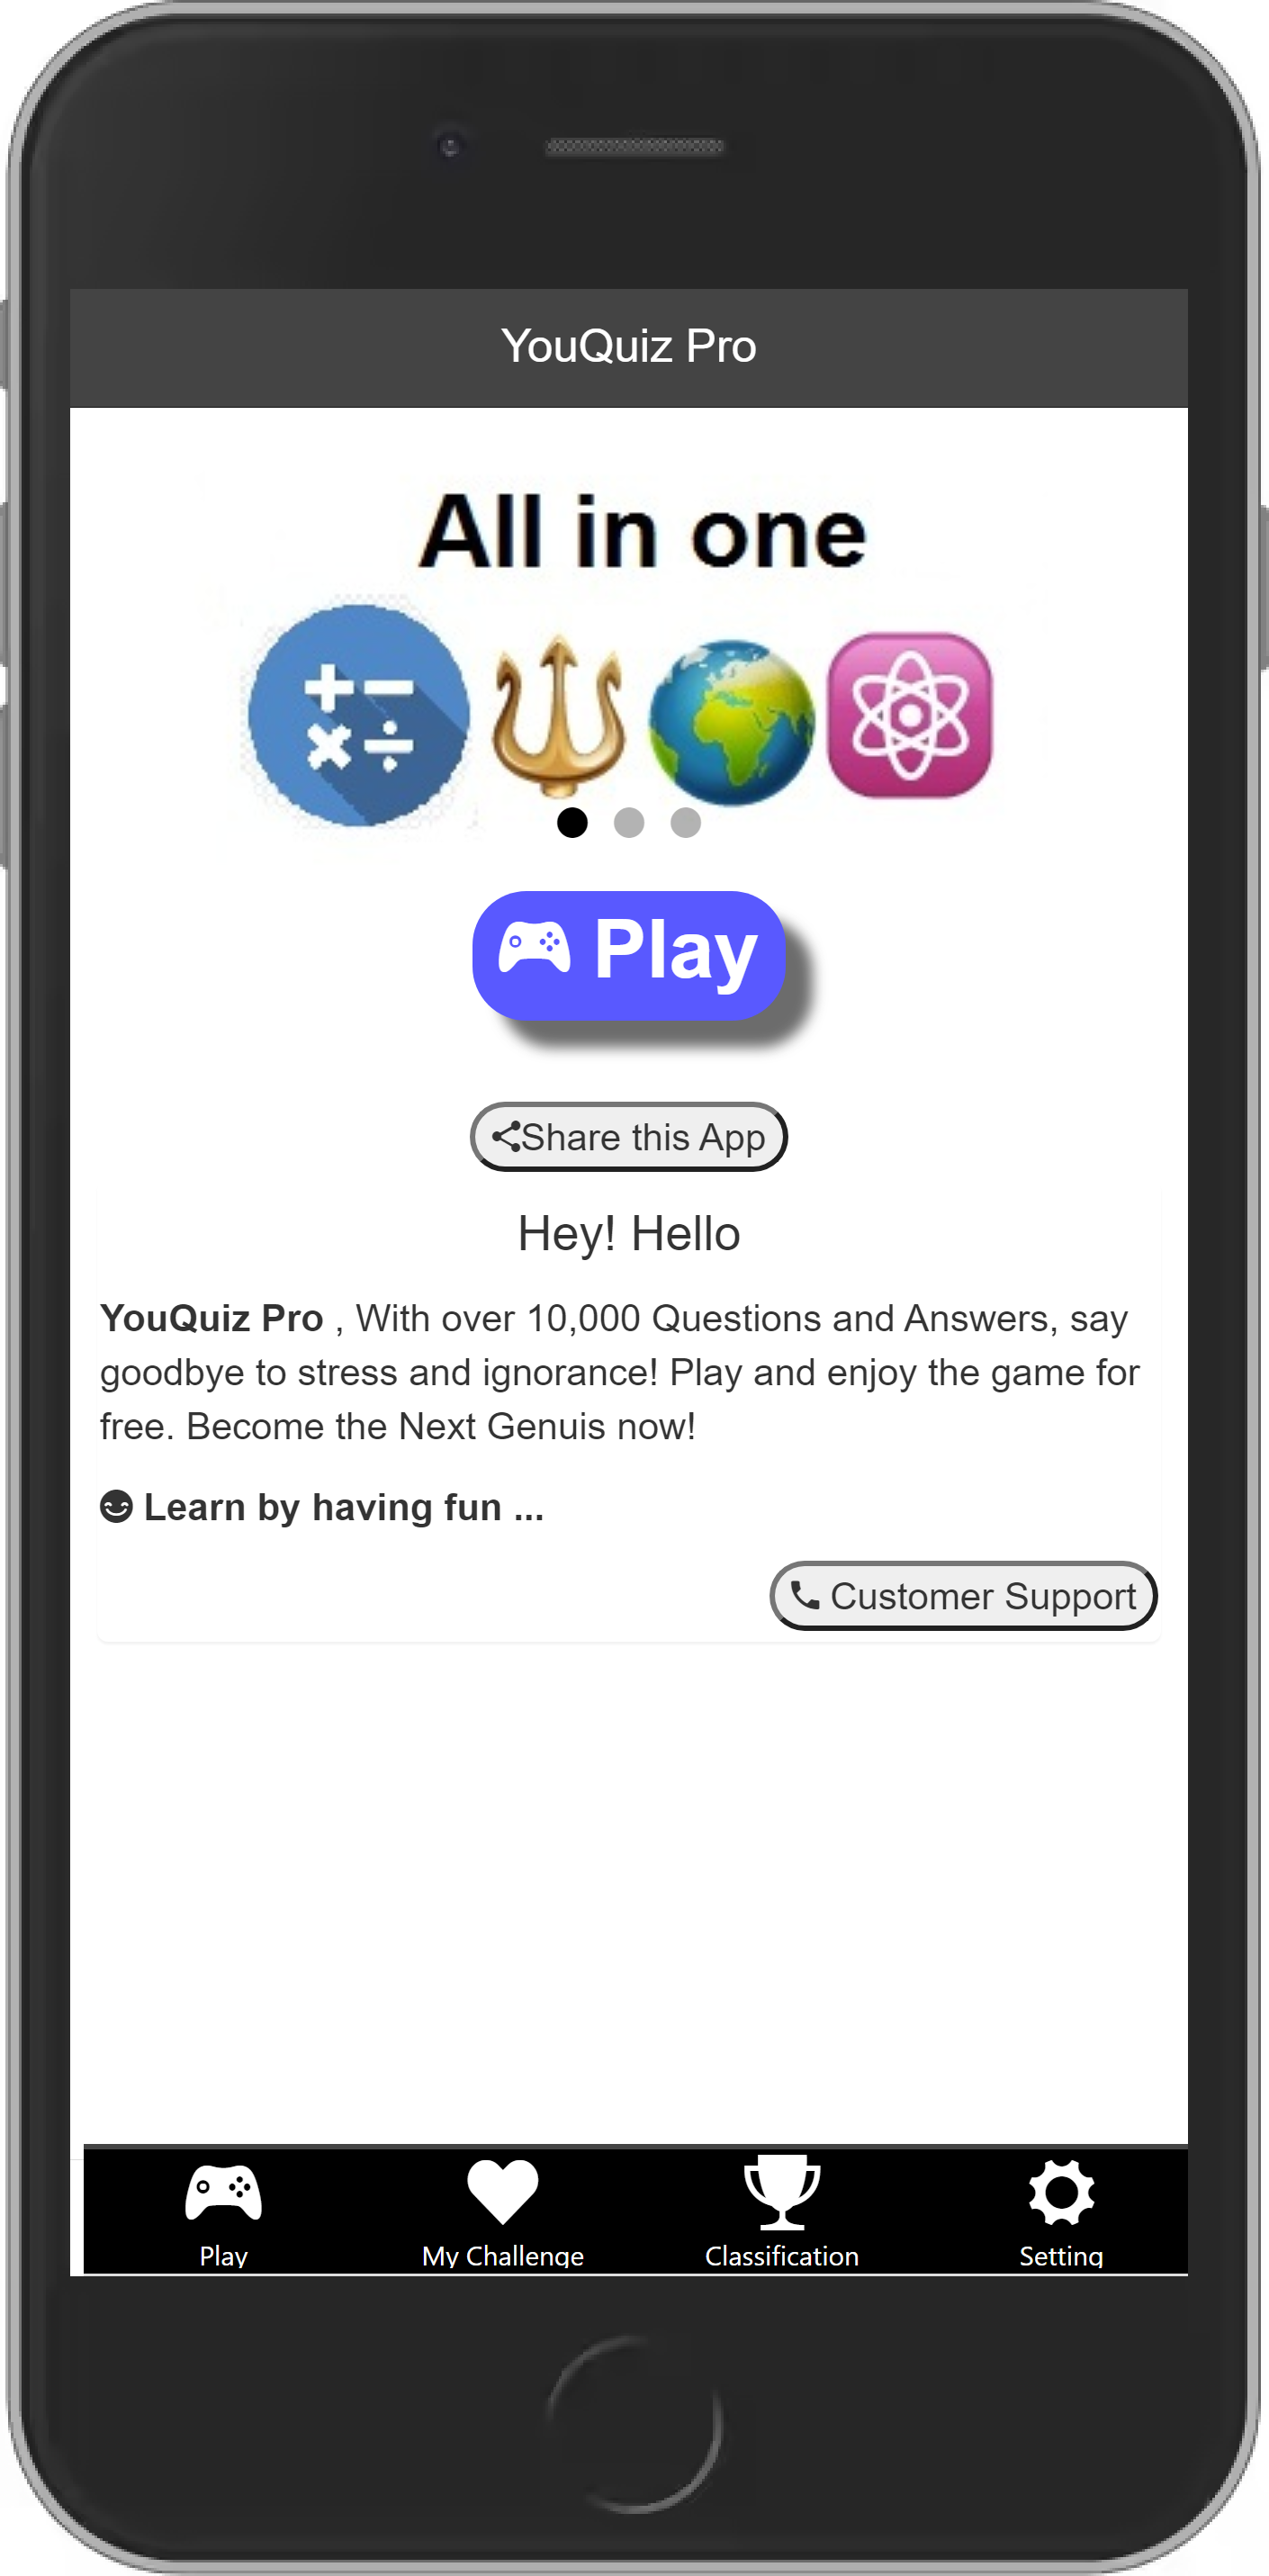 YouQuiz Pro
All in one
Play
Share this App
Hey! Hello
YouQuiz Pro , With over 10,000 Questions and Answers, say
goodbye to stress and ignorance! Play and enjoy the game for
free. Become the Next Genuis now!
Learn by having fun ...
Customer Support
Play
My Challenge
Classification
Setting